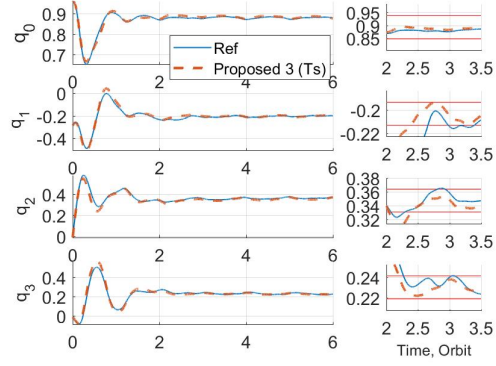 q0
0.9
0.8
0.7
0 2 4 6
Ref
Proposed 3 (Ts)
0.95
0.9
0.85
2 2.5 3 3.5
q1
0
-0.2
-0.4
0 2 4 6
-0.2
-0.22
2 2.5 3 3.5
q2
0.4
0.2
0
0 2 4 6
0.38
0.36
0.34
0.32
2 2.5 3 3.5
q3
0.4
0.2
0
0 2 4 6
0.24
0.22
2 2.5 3 3.5
Time, Orbit